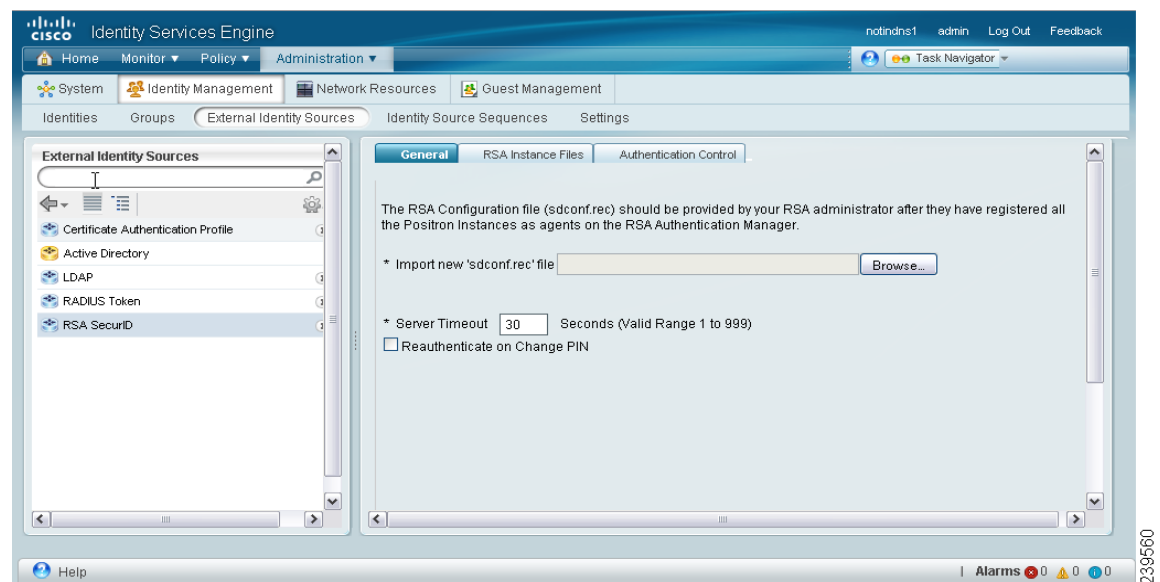 cisco Identity Services Engine
notindns1 admin Log Out Feedback
Home Monitor Policy Administration
Task Navigator
System Identity Management Network Resources Guest Management
Identities Groups External Identity Sources Identity Source Sequences Settings
External Identity Sources
Certificate Authentication Profile
Active Directory
LDAP
RADIUS Token
RSA SecurID
General RSA Instance Files Authentication Control
The RSA Configuration file (sdconf.rec) should be provided by your RSA administrator after they have registered all
the Positron Instances as agents on the RSA Authentication Manager.
* Import new 'sdconf.rec' file Browse...
* Server Timeout 30 Seconds (Valid Range 1 to 999)
Reauthenticate on Change PIN
Help
Alarms 0 0 0
239560